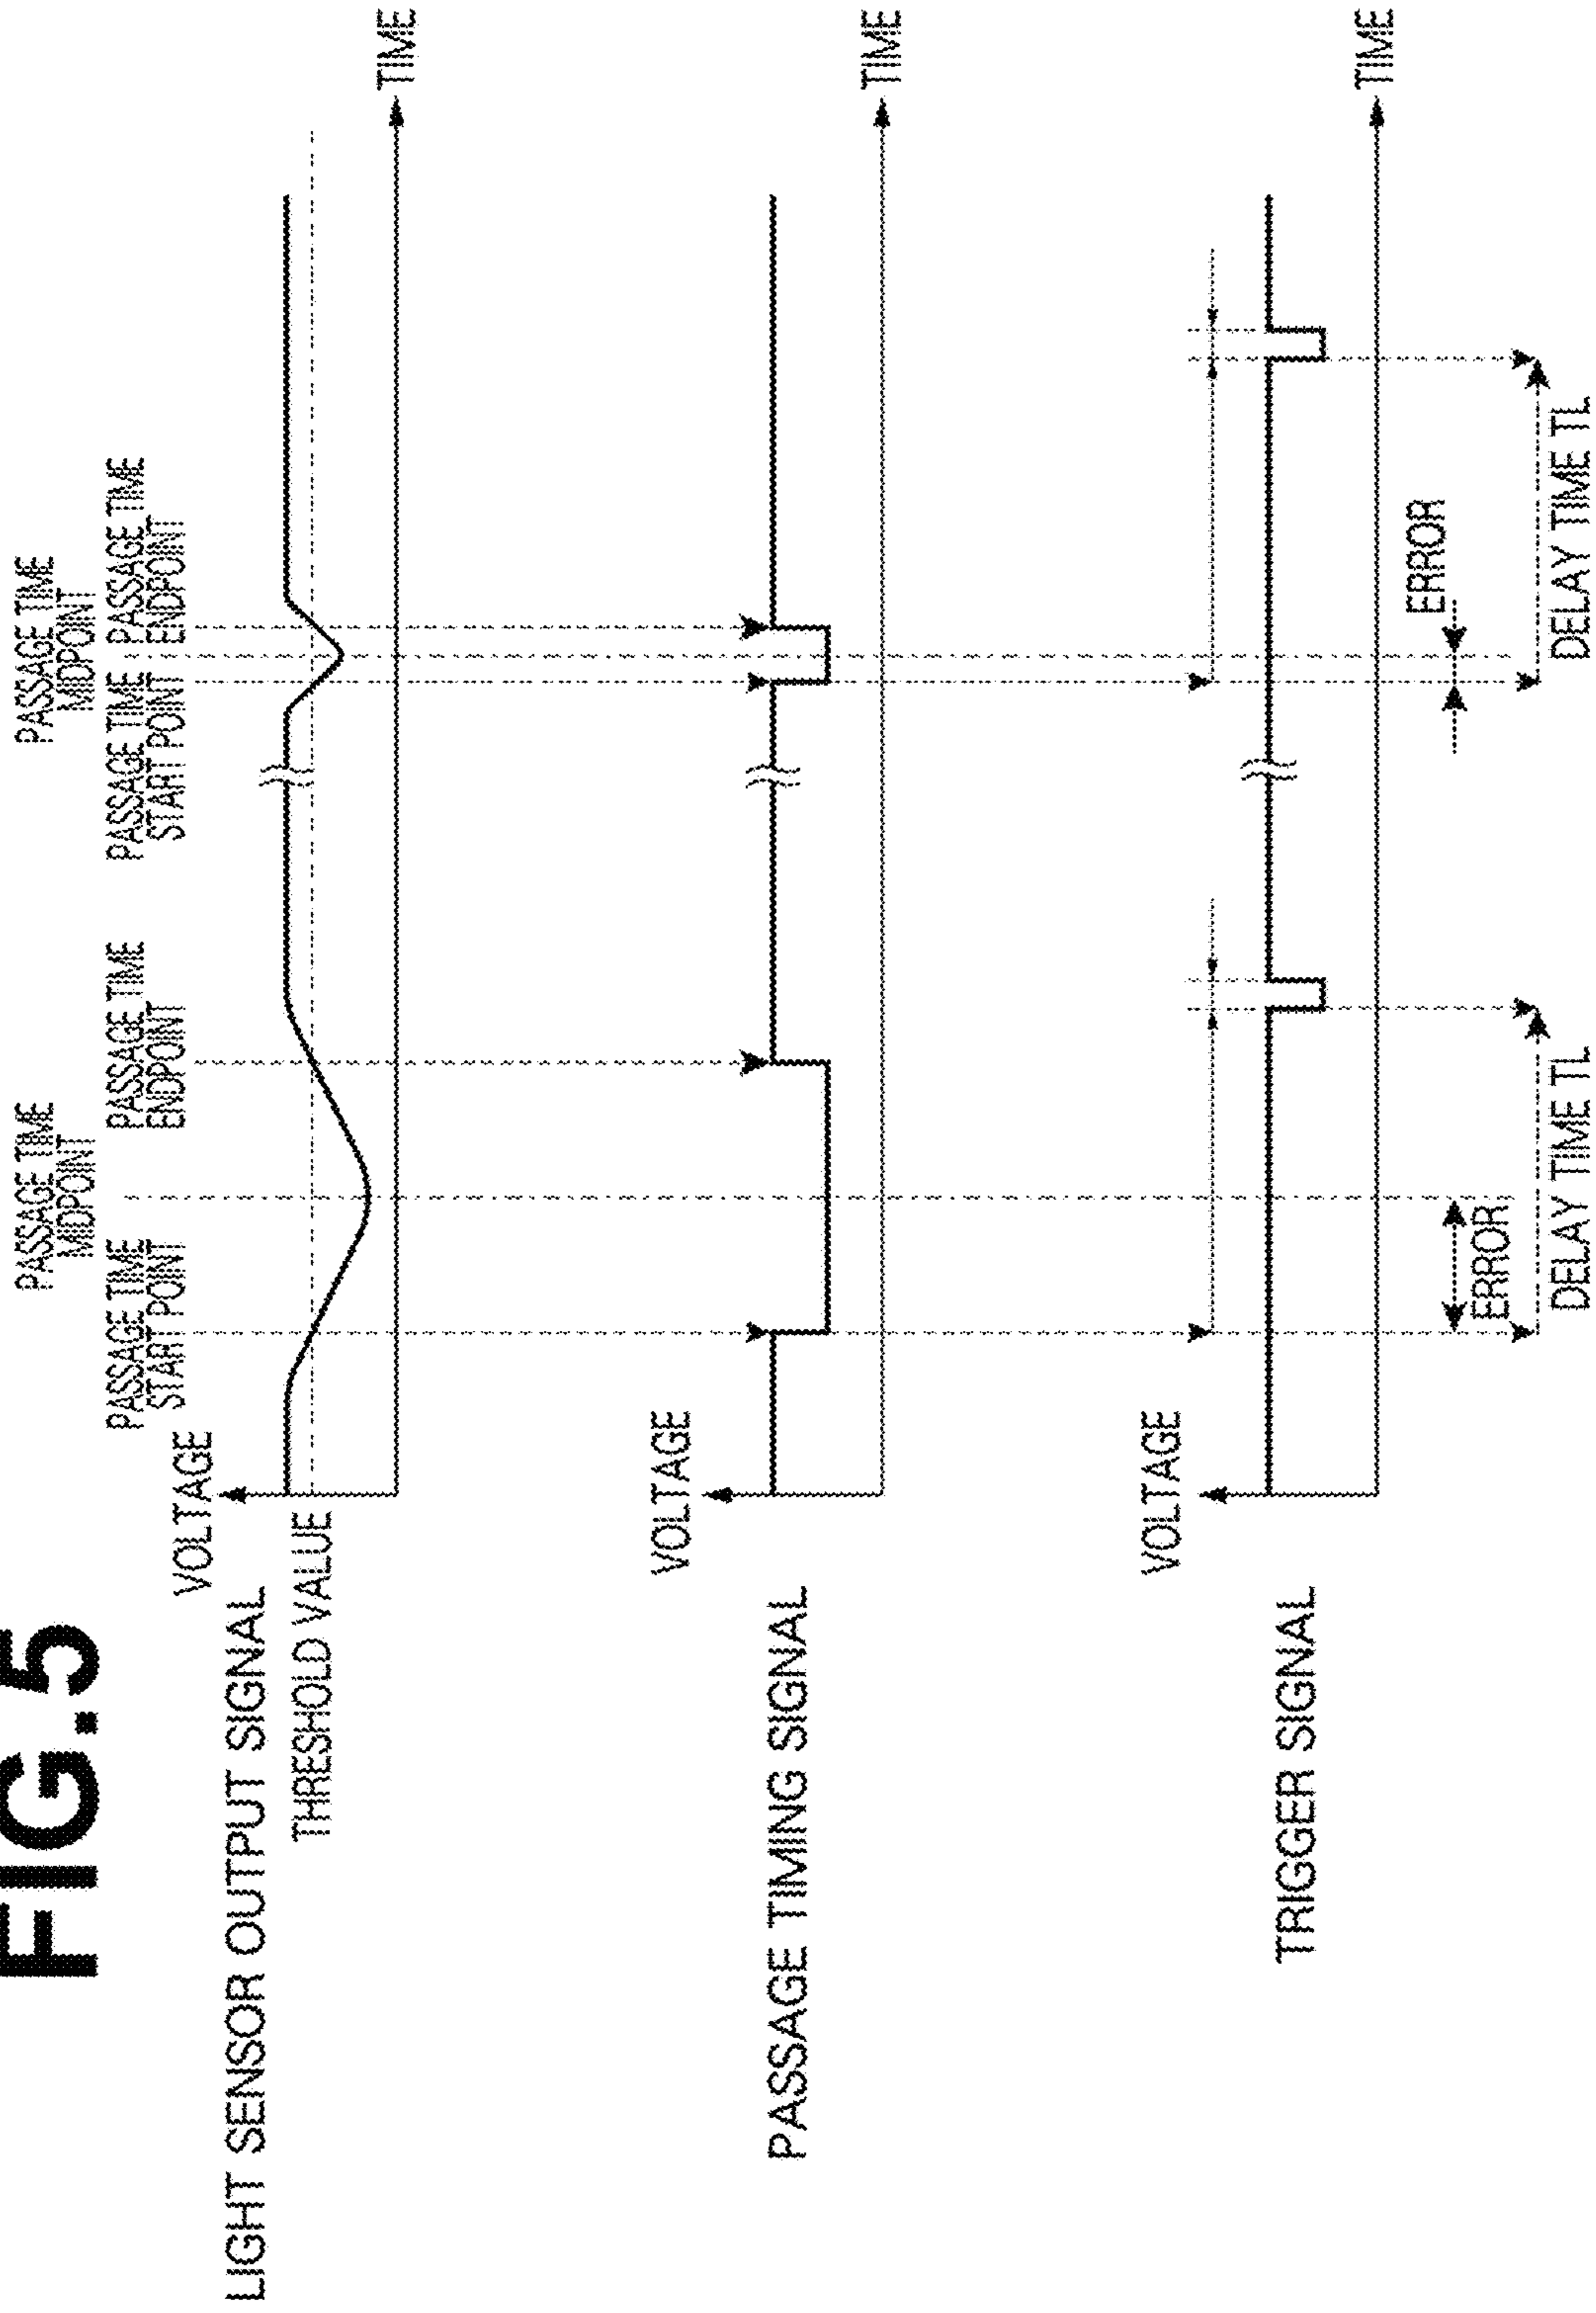 FIG.5
PASSAGE TIME
MIDPOINT
PASSAGE TIME
MIDPOINT
PASSAGE TIME
START POINT
PASSAGE TIME
ENDPOINT
PASSAGE TIME
START POINT
PASSAGE TIME
ENDPOINT
VOLTAGE
LIGHT SENSOR OUTPUT SIGNAL
THRESHOLD VALUE
TIME
VOLTAGE
PASSAGE TIMING SIGNAL
TIME
VOLTAGE
TRIGGER SIGNAL
TIME
ERROR
ERROR
DELAY TIME TL
DELAY TIME TL